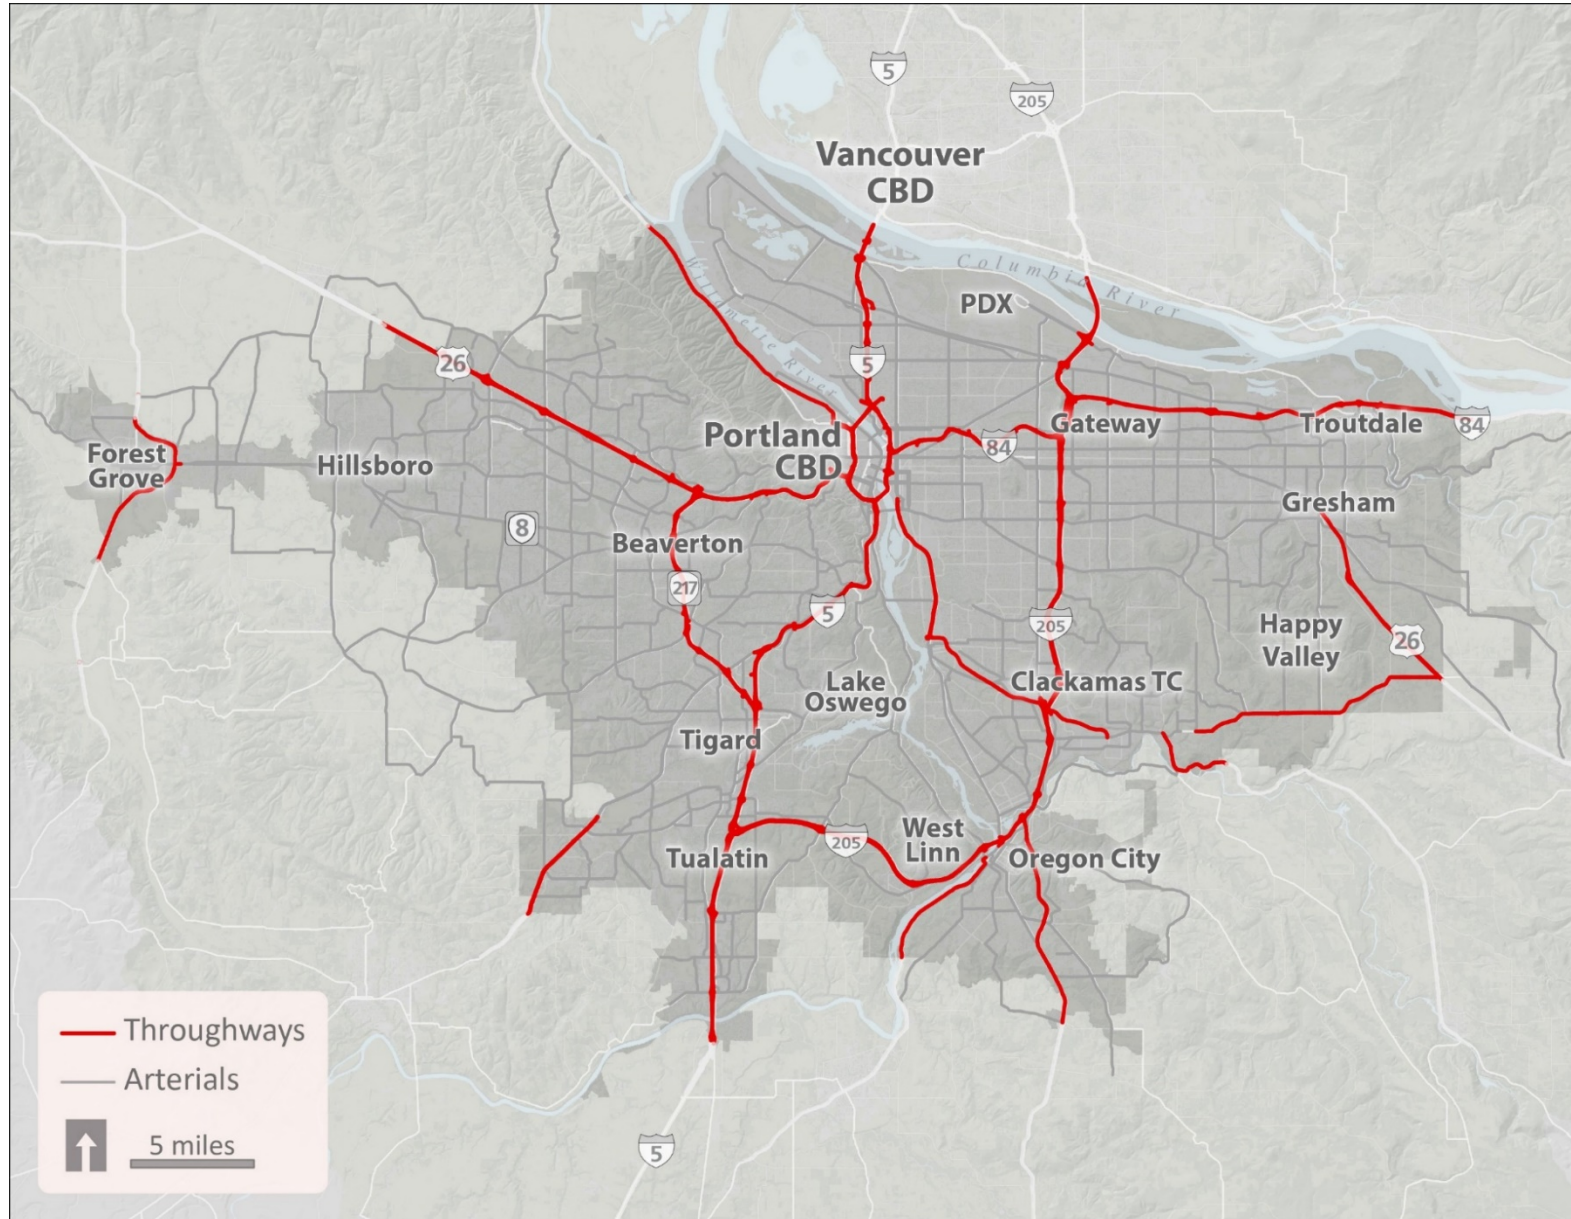 5
205
Vancouver
CBD
Columbia River
PDX
Willamette River
26
5
84
Gateway
Troutdale
84
Portland
CBD
Forest
Grove
Hillsboro
Gresham
8
Beaverton
217
5
205
Happy
Valley
26
Lake
Oswego
Clackamas TC
Tigard
205
West
Linn
Tualatin
Oregon City
Throughways
Arterials
5 miles
5